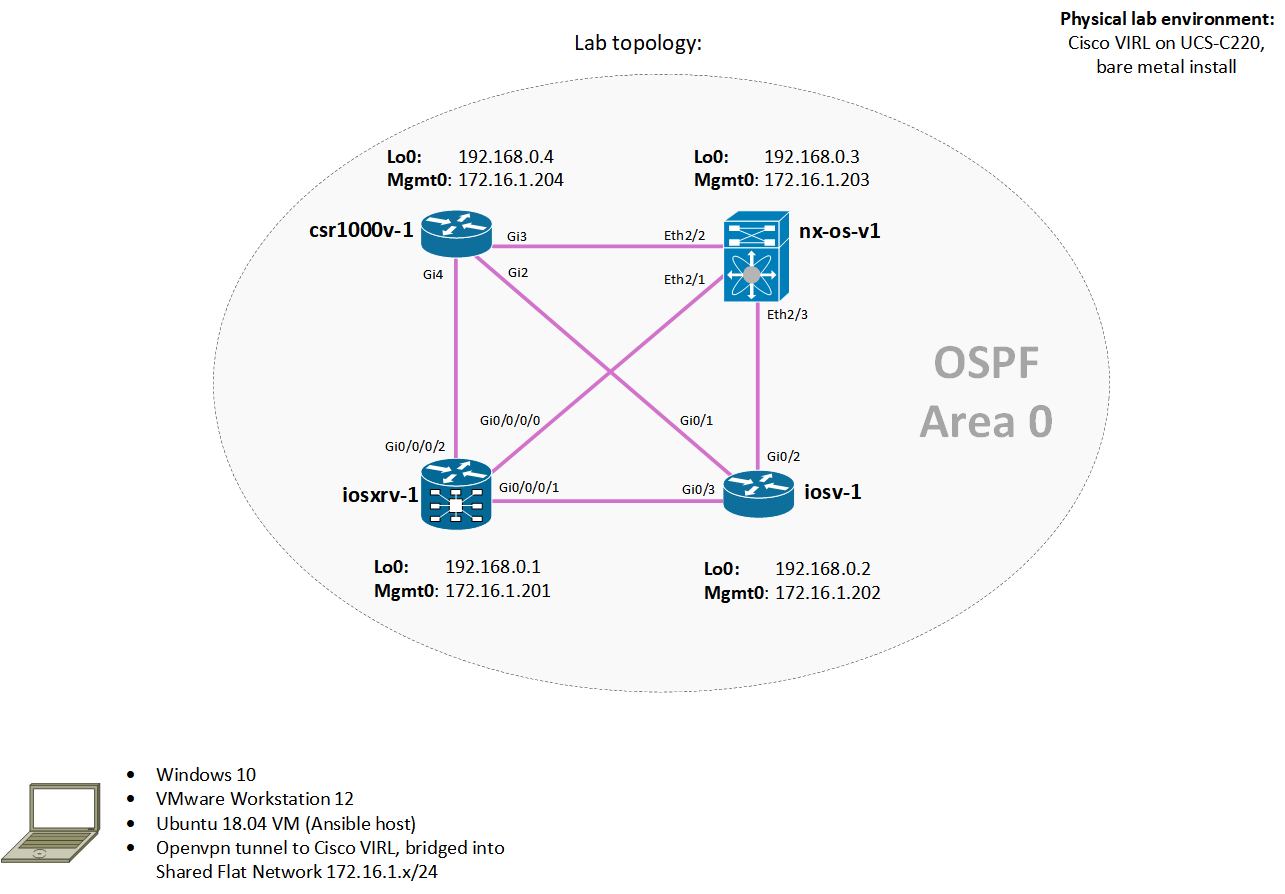 Physical lab environment:
Cisco VIRL on UCS-C220,
bare metal install
Lab topology:
Lo0: 192.168.0.4
Mgmt0: 172.16.1.204
Lo0: 192.168.0.3
Mgmt0: 172.16.1.203
csr1000v-1
nx-os-v1
Gi3
Eth2/2
Gi4
Gi2
Eth2/1
Eth2/3
OSPF
Area 0
Gi0/0/0/0
Gi0/1
Gi0/0/0/2
Gi0/2
iosxrv-1
Gi0/0/0/1
Gi0/3
iosv-1
Lo0: 192.168.0.1
Mgmt0: 172.16.1.201
Lo0: 192.168.0.2
Mgmt0: 172.16.1.202
• Windows 10
• VMware Workstation 12
• Ubuntu 18.04 VM (Ansible host)
• Openvpn tunnel to Cisco VIRL, bridged into
Shared Flat Network 172.16.1.x/24